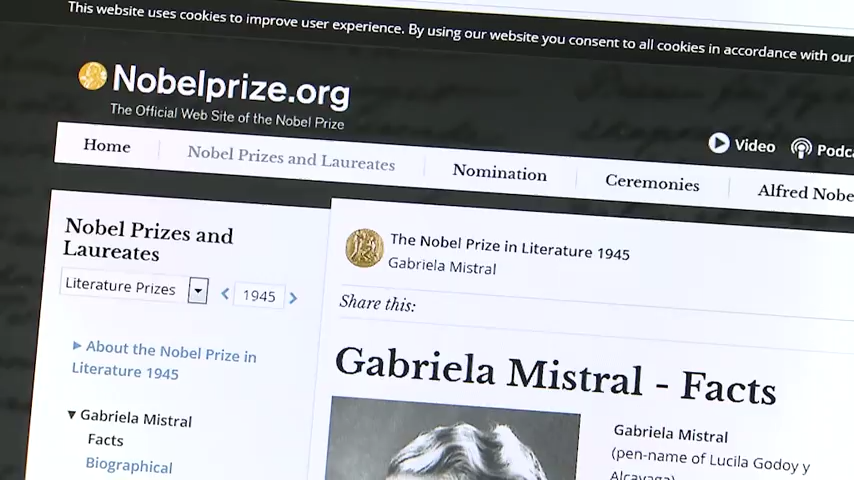 This website uses cookies to improve user experience. By using our website you consent to all cookies in accordance with our
Nobelprize.org
The Official Web Site of the Nobel Prize
Video
Podca
Home
Nobel Prizes and Laureates
Nomination
Ceremonies
Alfred Nobe
Nobel Prizes and
Laureates
Literature Prizes
1945
About the Nobel Prize in
Literature 1945
Gabriela Mistral
Facts
Biographical
The Nobel Prize in Literature 1945
Gabriela Mistral
Share this:
Gabriela Mistral - Facts
Gabriela Mistral
(pen-name of Lucila Godoy y
Alcayaga)